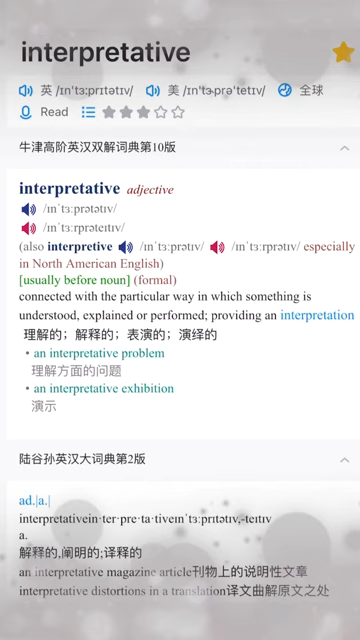 interpretative
英 /ɪn'tɜːprɪtətɪv/ 美 /ɪn'tɝprə'tetɪv/ 全球
Read
牛津高阶英汉双解词典第10版
interpretative adjective
/ɪnˈtɜːprətətɪv/
/ɪnˈtɜːrprəteɪtɪv/
(also interpretive /ɪnˈtɜːprətɪv/ /ɪnˈtɜːrprətɪv/ especially
in North American English)
[usually before noun] (formal)
connected with the particular way in which something is
understood, explained or performed; providing an interpretation
理解的；解释的；表演的；演绎的
• an interpretative problem
理解方面的问题
• an interpretative exhibition
演示
陆谷孙英汉大词典第2版
ad.|a.|
interpretativein·ter·pre·ta·tiveɪnˈtɜːprɪtətɪv,-teɪtɪv
a.
解释的,阐明的;译释的
an interpretative magazine article刊物上的说明性文章
interpretative distortions in a translation译文曲解原文之处